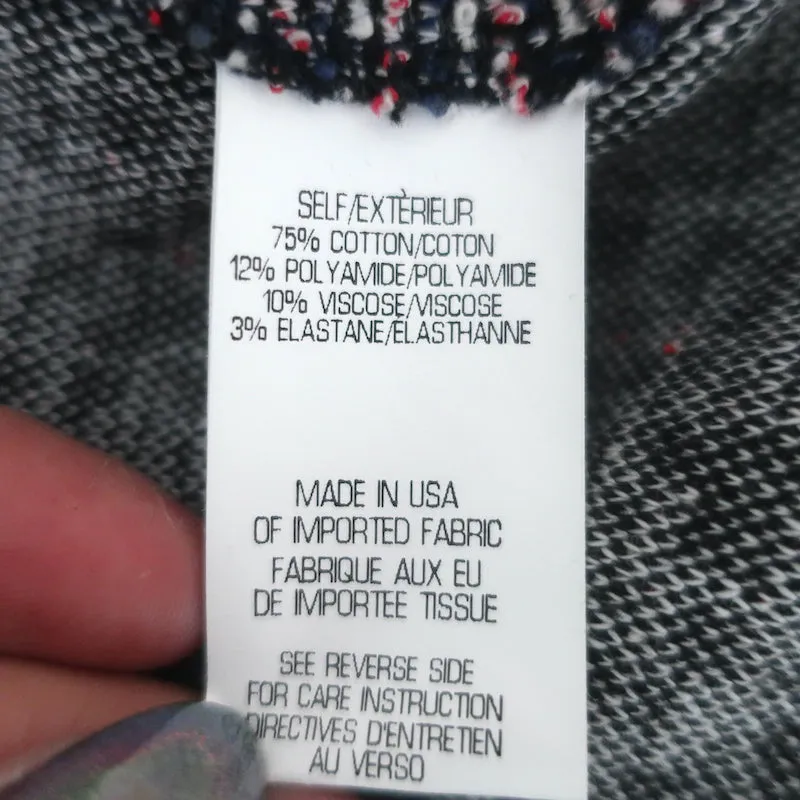 SELF/EXTÈRIEUR
75% COTTON/COTON
12% POLYAMIDE/POLYAMIDE
10% VISCOSE/VISCOSE
3% ELASTANE/ÉLASTHANNE
MADE IN USA
OF IMPORTED FABRIC
FABRIQUE AUX EU
DE IMPORTEE TISSUE
SEE REVERSE SIDE
FOR CARE INSTRUCTION
DIRECTIVES D'ENTRETIEN
AU VERSO